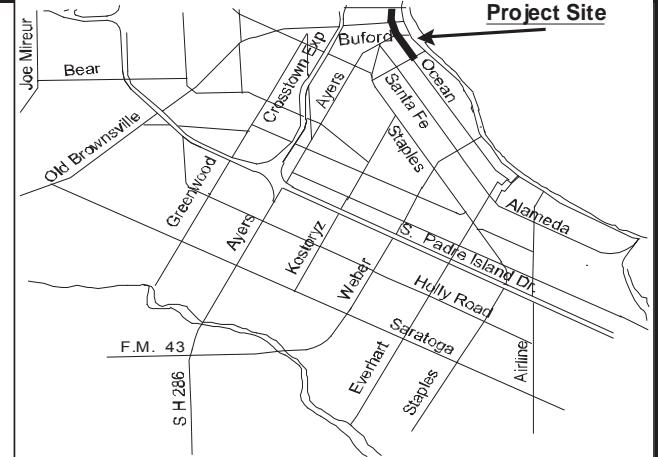 Project Site
Joe Mireur
Buford
Bear
Crosstown Exp
Ayers
Ocean
Santa Fe
Staples
Old Brownsville
Greenwood
Alameda
Ayers
Kostoryz
S. Padre Island Dr.
Weber
Holly Road
Saratoga
F.M. 43
Everhart
Airline
Staples
S H 286